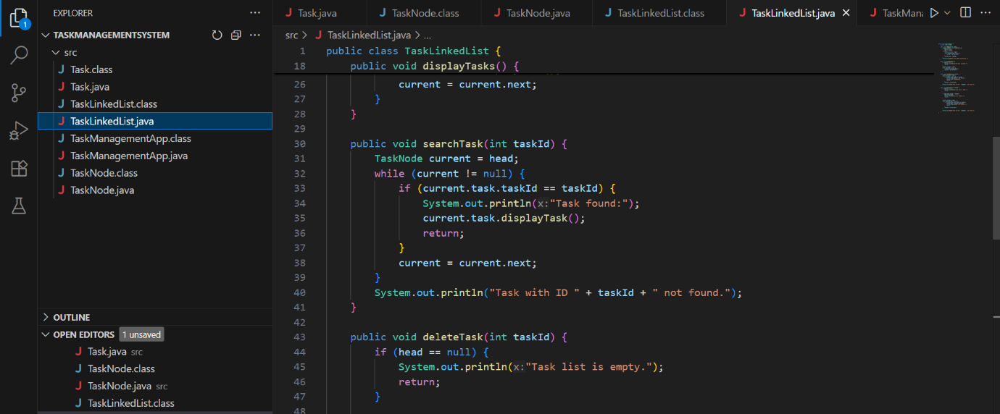 1
EXPLORER
TASKMANAGEMENTSYSTEM
src
J Task.class
J Task.java
J TaskLinkedList.class
J TaskLinkedList.java
J TaskManagementApp.class
J TaskManagementApp.java
J TaskNode.class
J TaskNode.java
OUTLINE
OPEN EDITORS 1 unsaved
J Task.java src
J TaskNode.class
J TaskNode.java src
J TaskLinkedList.class
J Task.java J TaskNode.class J TaskNode.java J TaskLinkedList.class J TaskLinkedList.java J TaskMan
src > J TaskLinkedList.java > ...
1 public class TaskLinkedList {
18 public void displayTasks() {
26 current = current.next;
27 }
28 }
29
30 public void searchTask(int taskId) {
31 TaskNode current = head;
32 while (current != null) {
33 if (current.task.taskId == taskId) {
34 System.out.println(x:"Task found:");
35 current.task.displayTask();
36 return;
37 }
38 current = current.next;
39 }
40 System.out.println("Task with ID " + taskId + " not found.");
41 }
42
43 public void deleteTask(int taskId) {
44 if (head == null) {
45 System.out.println(x:"Task list is empty.");
46 return;
47 }
48